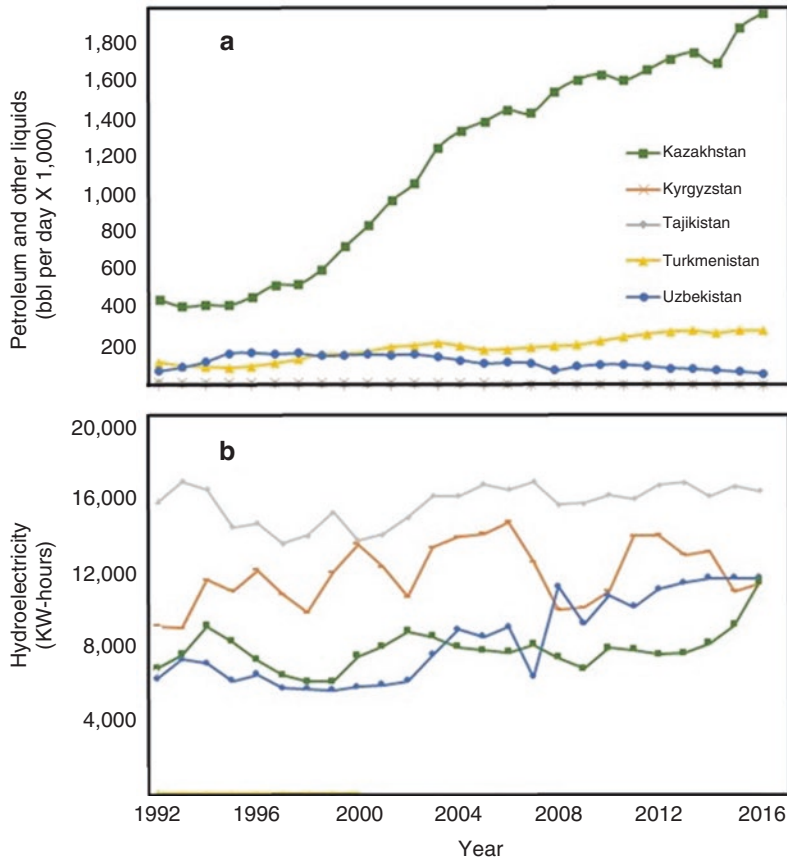 a
Petroleum and other liquids
(bbl per day X 1,000)
1,800
1,600
1,400
1,200
1,000
800
600
400
200
Kazakhstan
Kyrgyzstan
Tajikistan
Turkmenistan
Uzbekistan
b
Hydroelectricity
(KW-hours)
20,000
16,000
12,000
8,000
4,000
1992 1996 2000 2004 2008 2012 2016
Year